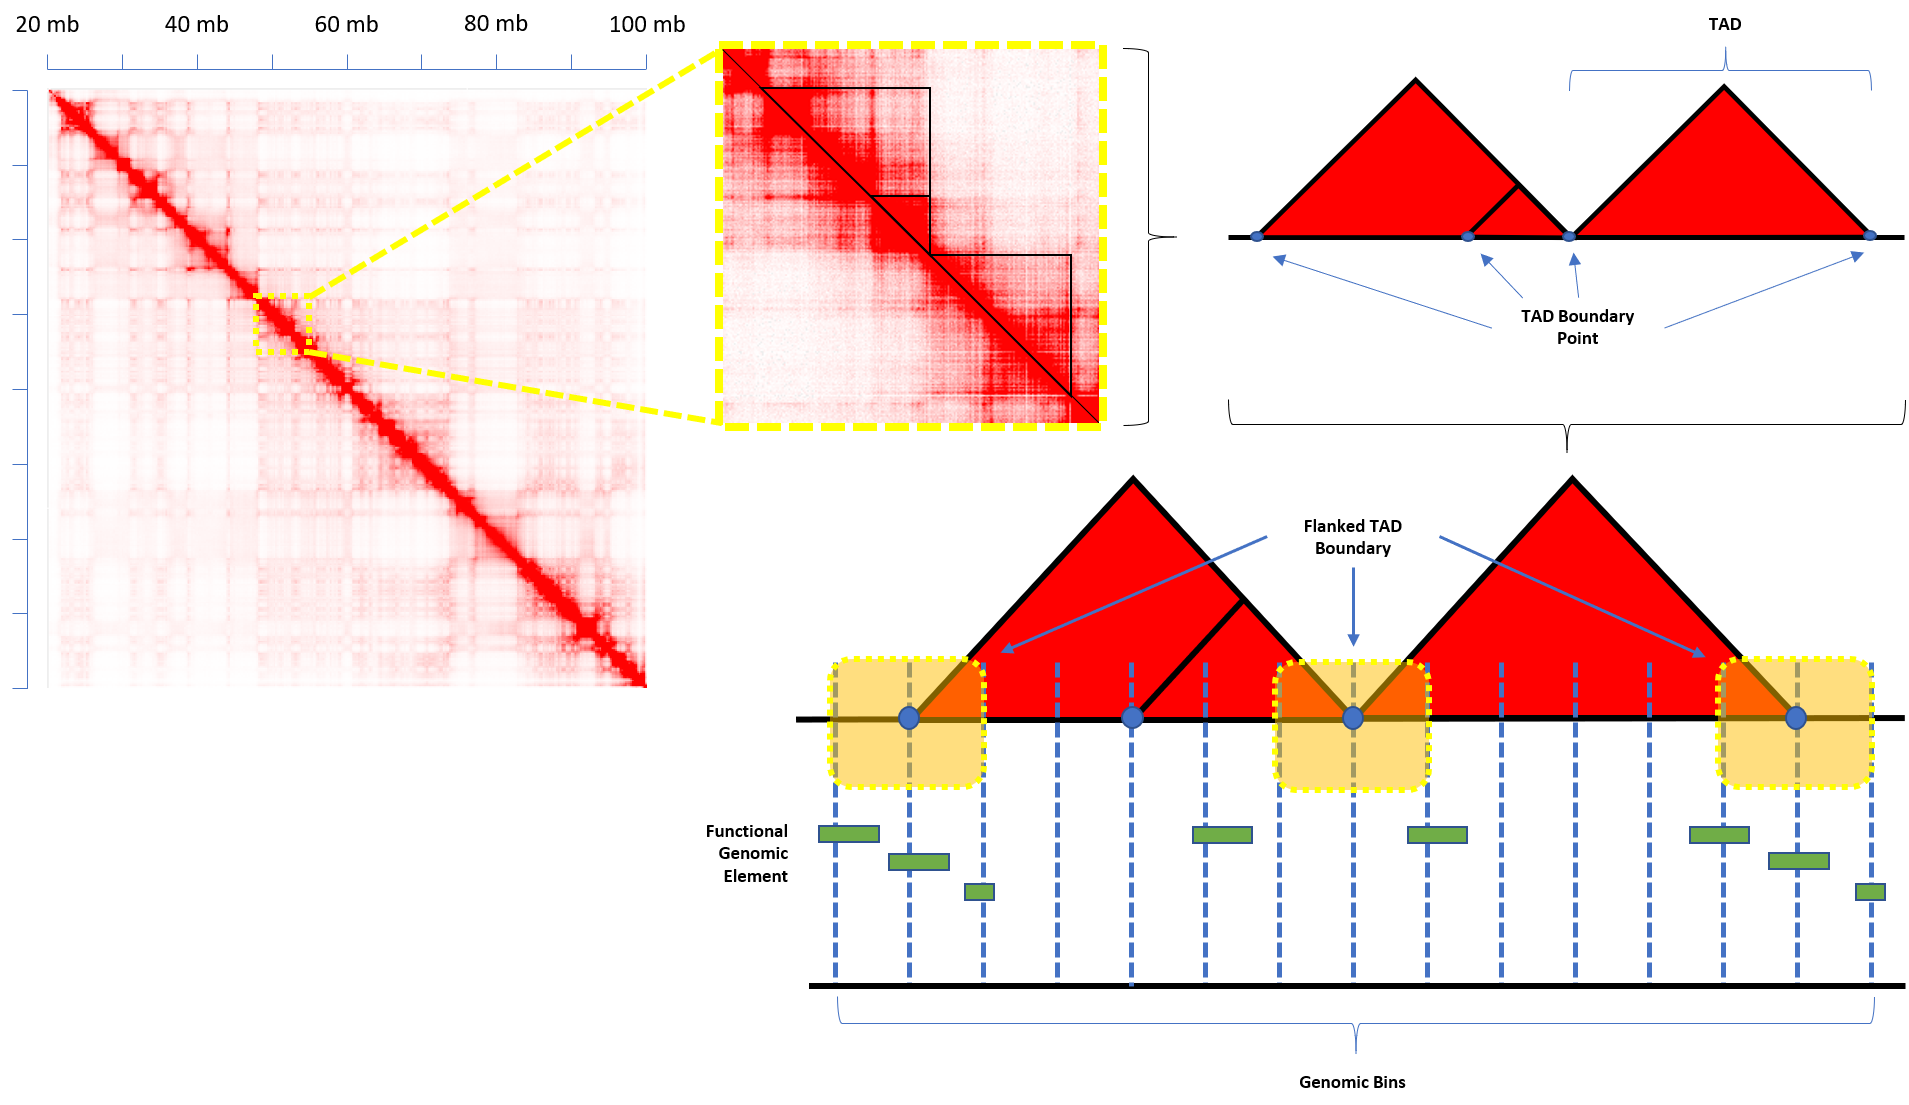 20 mb 40 mb 60 mb 80 mb 100 mb
TAD
TAD Boundary
Point
Flanked TAD
Boundary
Functional
Genomic
Element
Genomic Bins